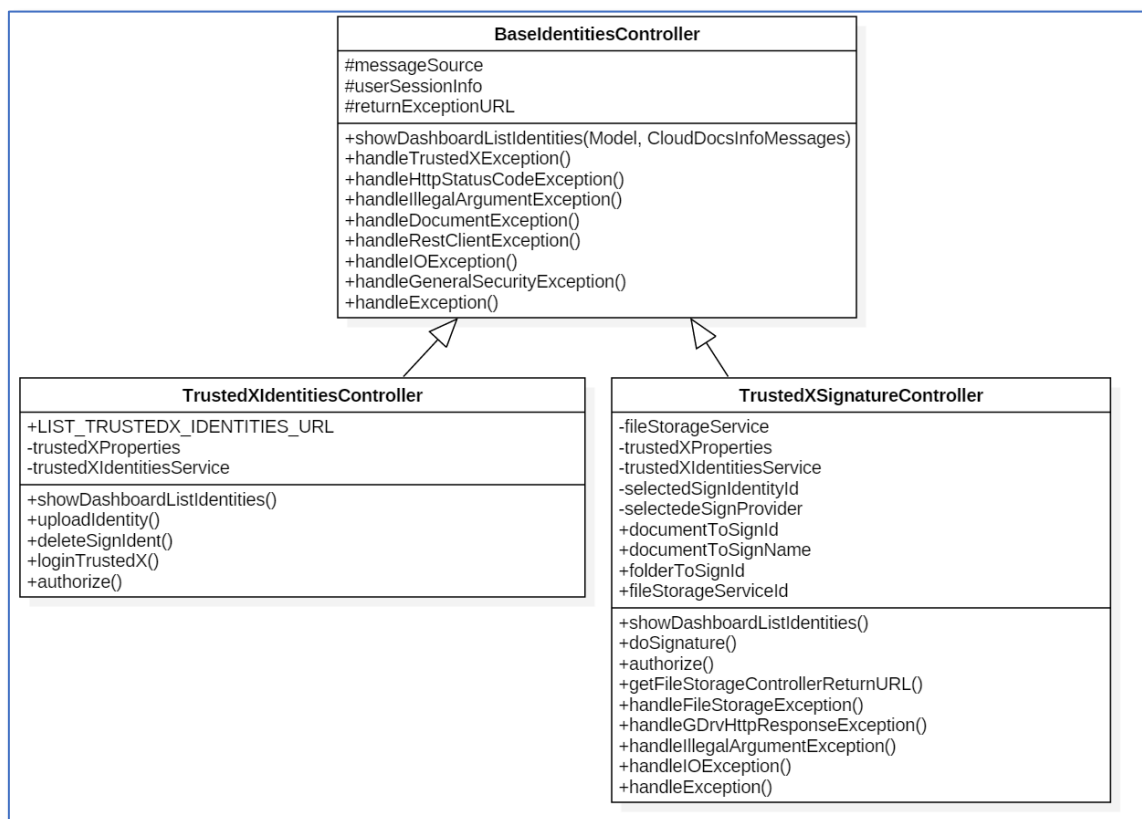 BaseIdentitiesController
#messageSource
#userSessionInfo
#returnExceptionURL
+showDashboardListIdentities(Model, CloudDocsInfoMessages)
+handleTrustedXException()
+handleHttpStatusCodeException()
+handleIllegalArgumentException()
+handleDocumentException()
+handleRestClientException()
+handleIOException()
+handleGeneralSecurityException()
+handleException()
TrustedXIdentitiesController
+LIST_TRUSTEDX_IDENTITIES_URL
-trustedXProperties
-trustedXIdentitiesService
+showDashboardListIdentities()
+uploadIdentity()
+deleteSignIdent()
+loginTrustedX()
+authorize()
TrustedXSignatureController
-fileStorageService
-trustedXProperties
-trustedXIdentitiesService
-selectedSignIdentityId
-selectedeSignProvider
+documentToSignId
+documentToSignName
+folderToSignId
+fileStorageServiceId
+showDashboardListIdentities()
+doSignature()
+authorize()
+getFileStorageControllerReturnURL()
+handleFileStorageException()
+handleGDrvHttpResponseException()
+handleIllegalArgumentException()
+handleIOException()
+handleException()